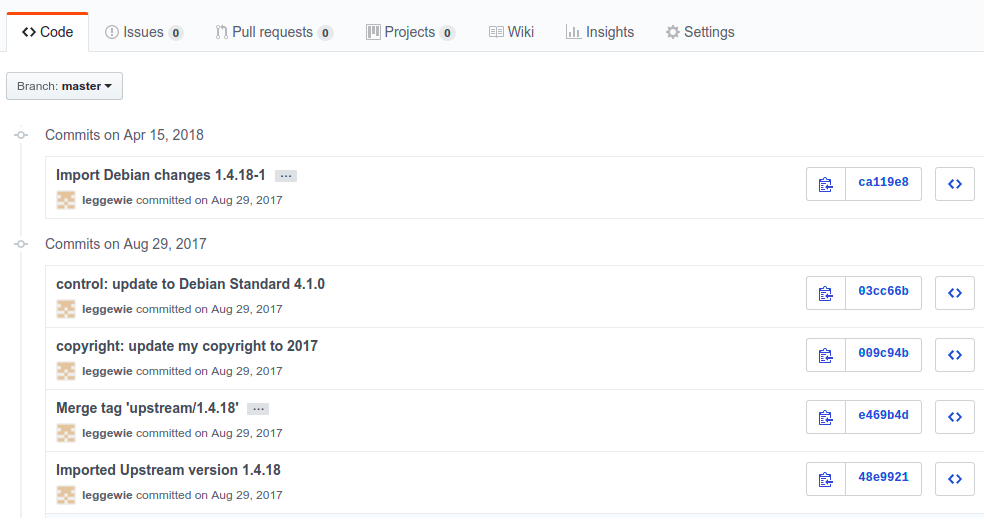 Code Issues 0 Pull requests 0 Projects 0 Wiki Insights Settings
Branch: master
Commits on Apr 15, 2018
Import Debian changes 1.4.18-1 …
ca119e8
leggewie committed on Aug 29, 2017
Commits on Aug 29, 2017
control: update to Debian Standard 4.1.0
03cc66b
leggewie committed on Aug 29, 2017
copyright: update my copyright to 2017
009c94b
leggewie committed on Aug 29, 2017
Merge tag 'upstream/1.4.18' …
e469b4d
leggewie committed on Aug 29, 2017
Imported Upstream version 1.4.18
48e9921
leggewie committed on Aug 29, 2017